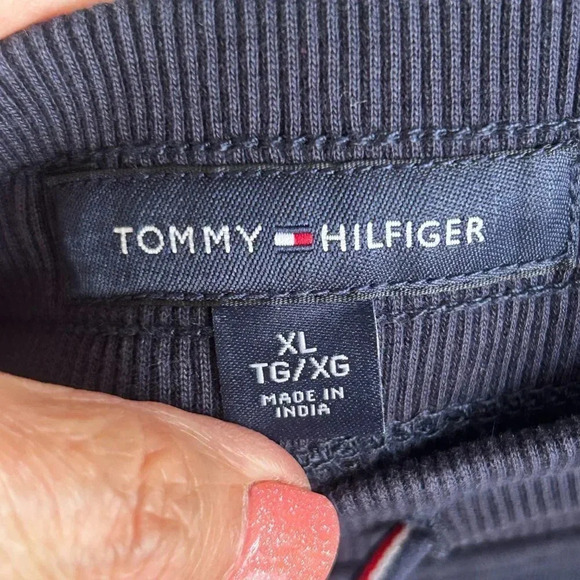 TOMMY HILFIGER
XL
TG/XG
MADE IN
INDIA